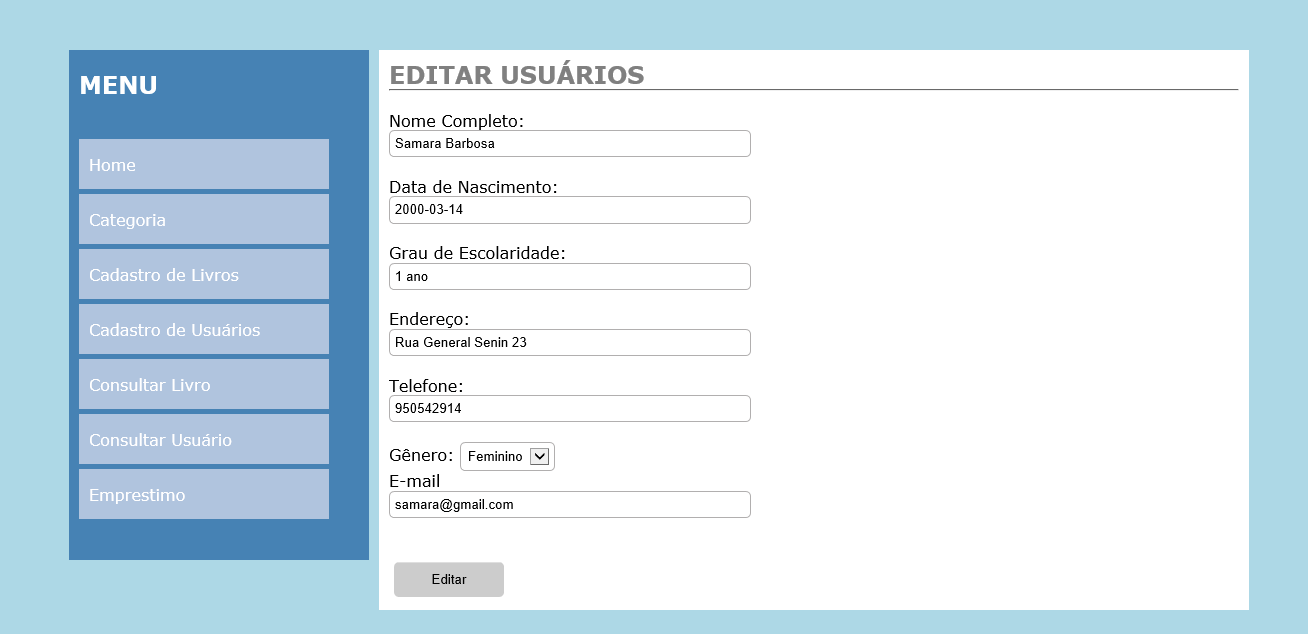 MENU
Home
Categoria
Cadastro de Livros
Cadastro de Usuários
Consultar Livro
Consultar Usuário
Emprestimo
EDITAR USUÁRIOS
Nome Completo:
Samara Barbosa
Data de Nascimento:
2000-03-14
Grau de Escolaridade:
1 ano
Endereço:
Rua General Senin 23
Telefone:
950542914
Gênero: Feminino
E-mail
samara@gmail.com
Editar